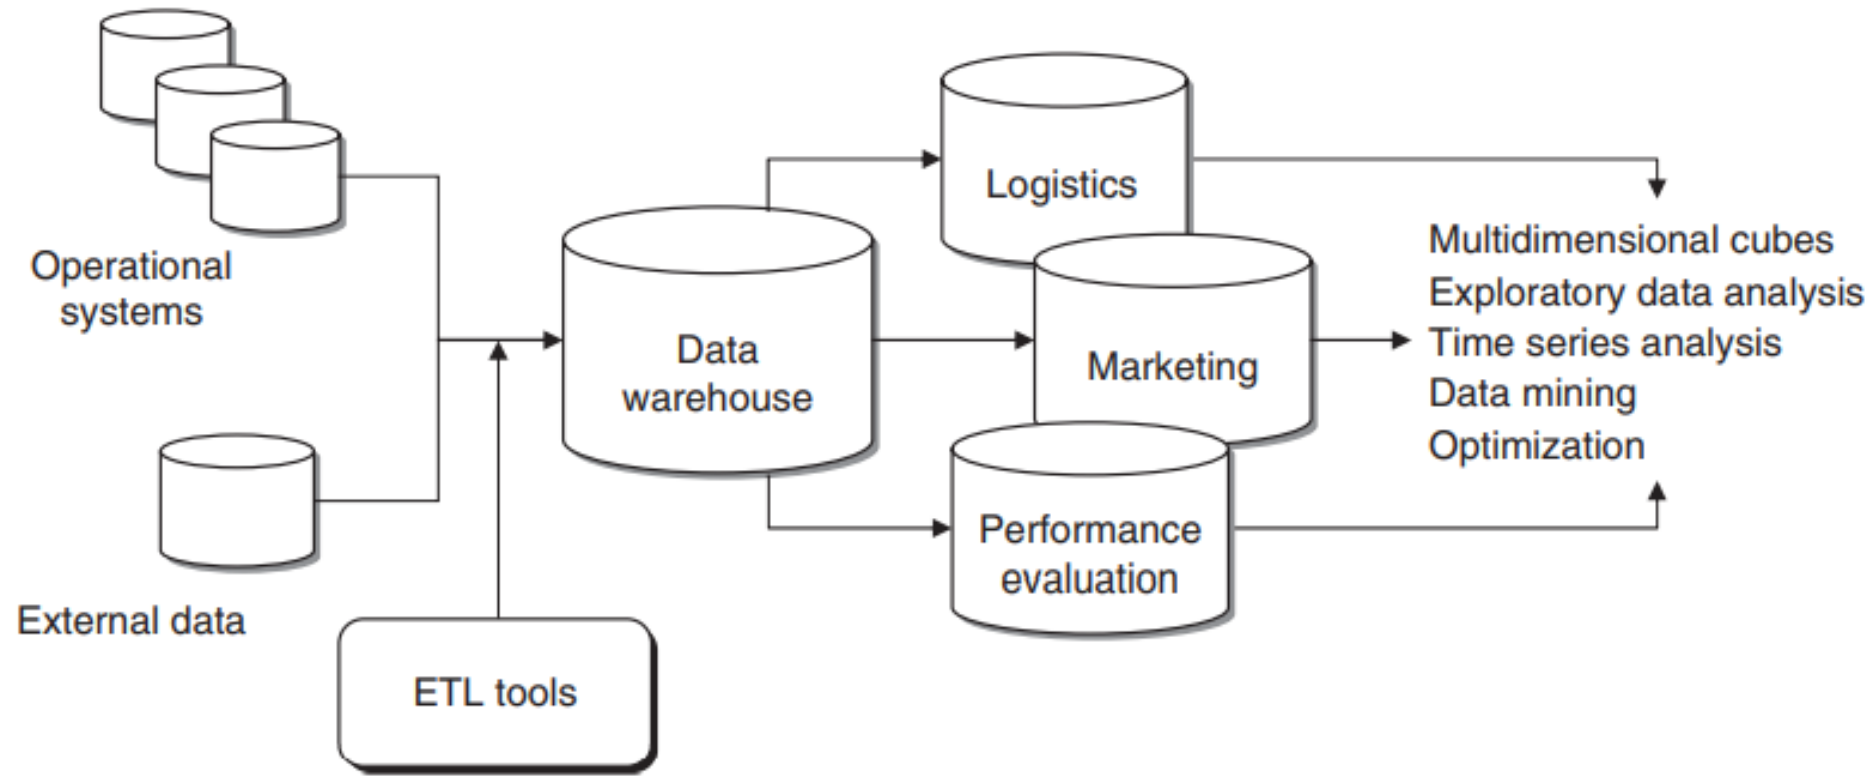 Operational
systems
External data
ETL tools
Data
warehouse
Logistics
Marketing
Performance
evaluation
Multidimensional cubes
Exploratory data analysis
Time series analysis
Data mining
Optimization